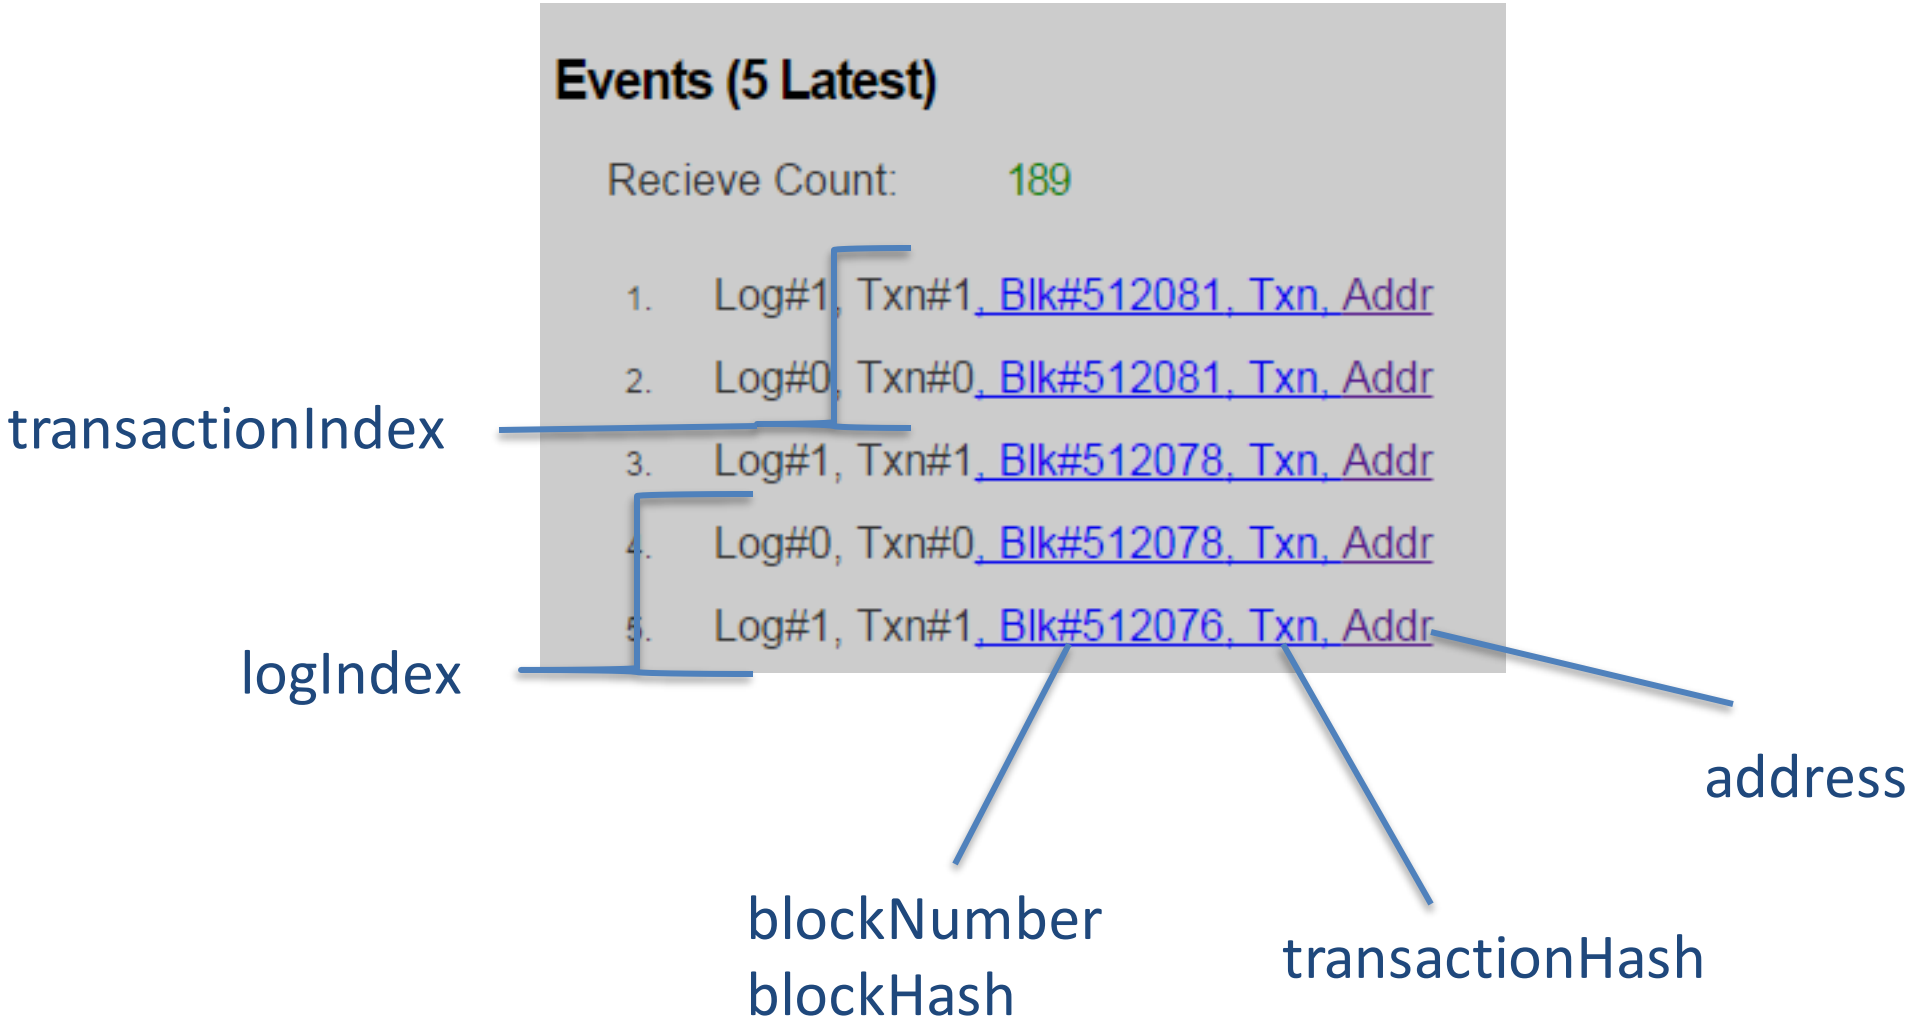 Events (5 Latest)
Recieve Count: 189
1. Log#1, Txn#1, Blk#512081, Txn, Addr
2. Log#0, Txn#0, Blk#512081, Txn, Addr
transactionIndex
3. Log#1, Txn#1, Blk#512078, Txn, Addr
4. Log#0, Txn#0, Blk#512078, Txn, Addr
5. Log#1, Txn#1, Blk#512076, Txn, Addr
logIndex
address
blockNumber
blockHash
transactionHash